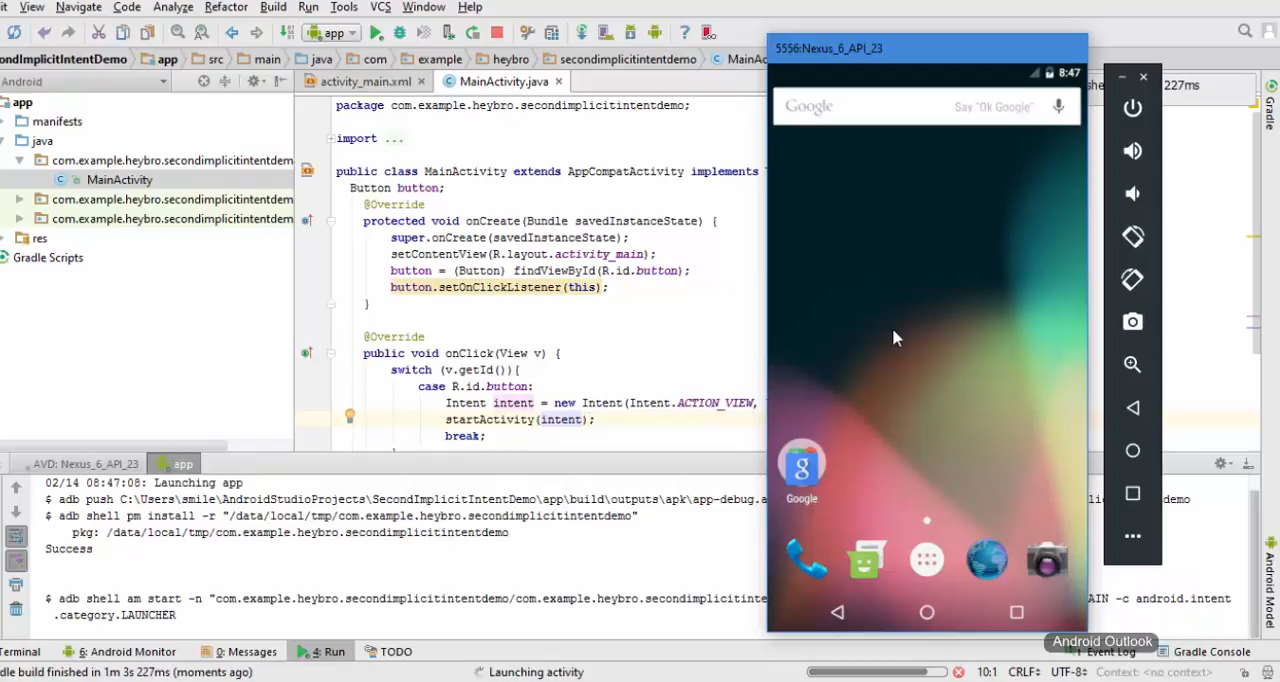 it View Navigate Code Analyze Refactor Build Run Tools VCS Window Help
app
ondImplicitIntentDemo app src main java com example heybro secondimplicitintentdemo MainA
Android
activity_main.xml MainActivity.java
app
manifests
java
com.example.heybro.secondimplicitintentdem
MainActivity
com.example.heybro.secondimplicitintentdem
com.example.heybro.secondimplicitintentdem
res
Gradle Scripts
package com.example.heybro.secondimplicitintentdemo;
import ...
public class MainActivity extends AppCompatActivity implements
Button button;
@Override
protected void onCreate(Bundle savedInstanceState) {
super.onCreate(savedInstanceState);
setContentView(R.layout.activity_main);
button = (Button) findViewById(R.id.button);
button.setOnClickListener(this);
}
@Override
public void onClick(View v) {
switch (v.getId()){
case R.id.button:
Intent intent = new Intent(Intent.ACTION_VIEW,
startActivity(intent);
break;
5556:Nexus_6_API_23
8:47
Google Say "Ok Google"
Google
227ms
Gradle
Android Model
AVD: Nexus_6_API_23 app
02/14 08:47:08: Launching app
$ adb push C:\Users\smile\AndroidStudioProjects\SecondImplicitIntentDemo\app\build\outputs\apk\app-debug.a
nodemo
$ adb shell pm install -r "/data/local/tmp/com.example.heybro.secondimplicitintentdemo"
pkg: /data/local/tmp/com.example.heybro.secondimplicitintentdemo
Success
$ adb shell am start -n "com.example.heybro.secondimplicitintentdemo/com.example.heybro.secondimplicitinte
AIN -c android.intent
.category.LAUNCHER
Android Outlook
Terminal 6: Android Monitor 0: Messages 4: Run TODO 1 Event Log Gradle Console
dle build finished in 1m 3s 227ms (moments ago) Launching activity 10:1 CRLF UTF-8 Context: <no context>